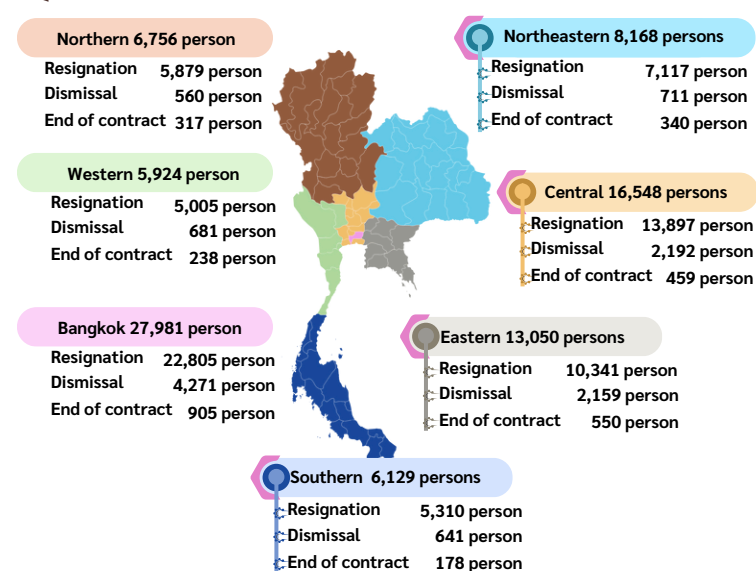 Northern 6,756 person
Resignation 5,879 person
Dismissal 560 person
End of contract 317 person
Northeastern 8,168 persons
Resignation 7,117 person
Dismissal 711 person
End of contract 340 person
Western 5,924 person
Resignation 5,005 person
Dismissal 681 person
End of contract 238 person
Central 16,548 persons
Resignation 13,897 person
Dismissal 2,192 person
End of contract 459 person
Bangkok 27,981 person
Resignation 22,805 person
Dismissal 4,271 person
End of contract 905 person
Eastern 13,050 persons
Resignation 10,341 person
Dismissal 2,159 person
End of contract 550 person
Southern 6,129 persons
Resignation 5,310 person
Dismissal 641 person
End of contract 178 person